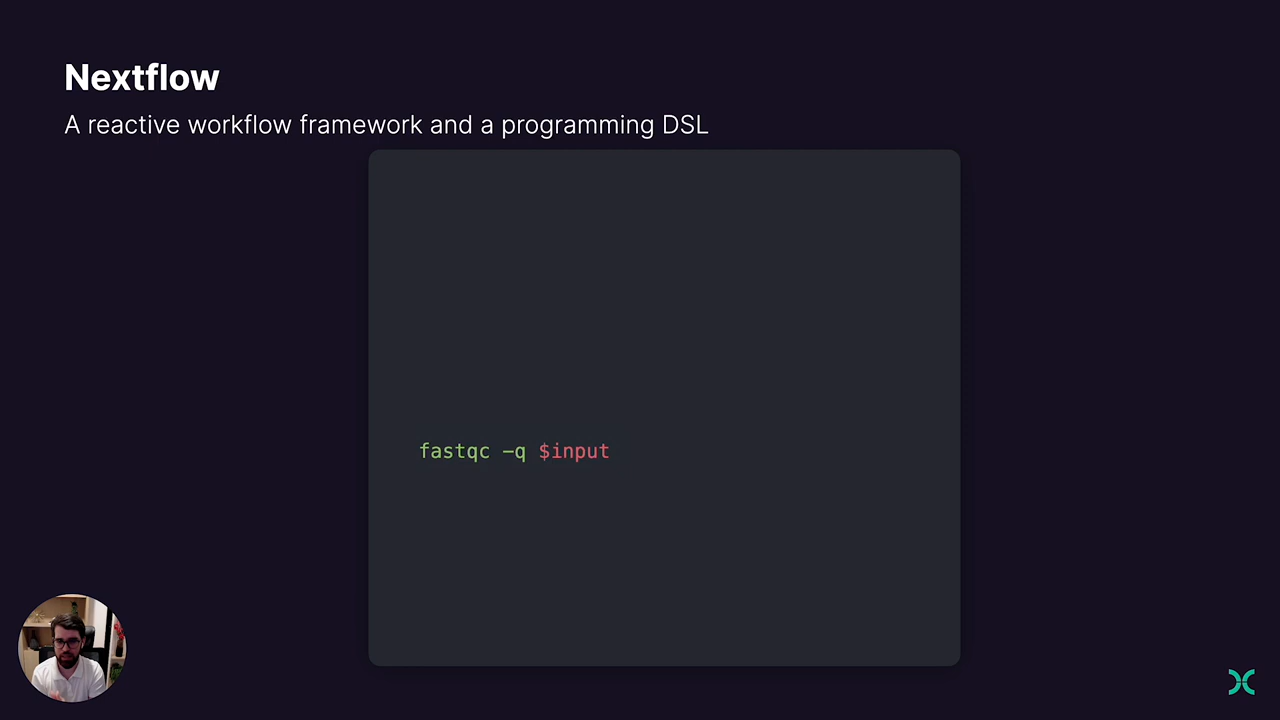 Nextflow
A reactive workflow framework and a programming DSL
fastqc -q $input